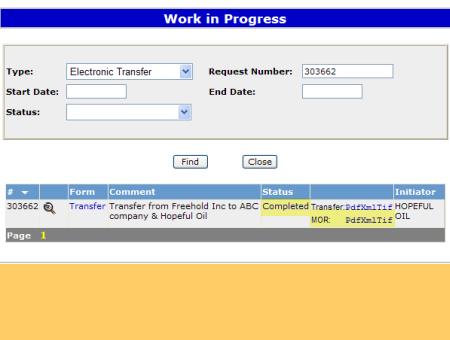 Work in Progress
Type: Electronic Transfer Request Number: 303662
Start Date: End Date:
Status:
Find Close
# Form Comment Status Initiator
303662 Transfer Transfer from Freehold Inc to ABC Completed Transfer:PdfXmlTif HOPEFUL
company & Hopeful Oil MOR: PdfXmlTif OIL
Page 1